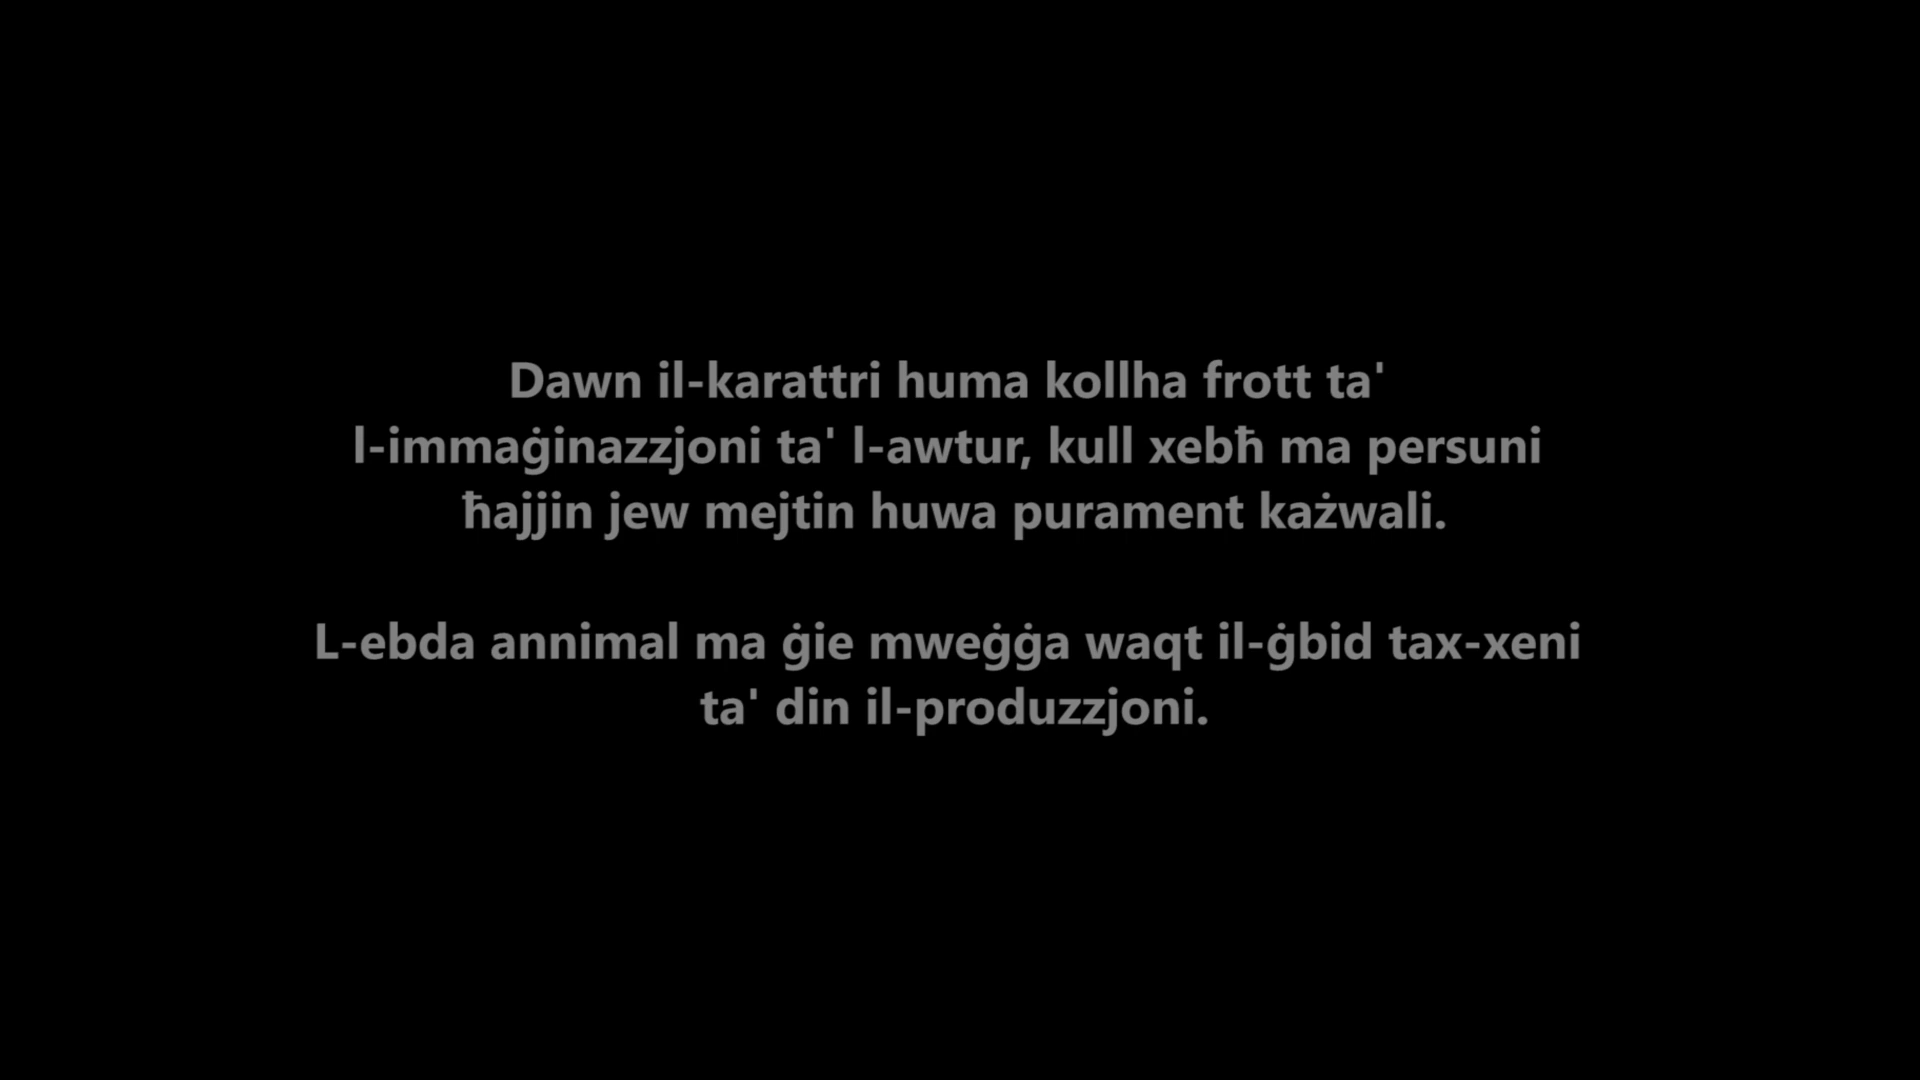 Dawn il-karattri huma kollha frott ta'
l-immaġinazzjoni ta' l-awtur, kull xebħ ma persuni
ħajjin jew mejtin huwa purament każwali.
L-ebda annimal ma ġie mweġġa waqt il-ġbid tax-xeni
ta' din il-produzzjoni.